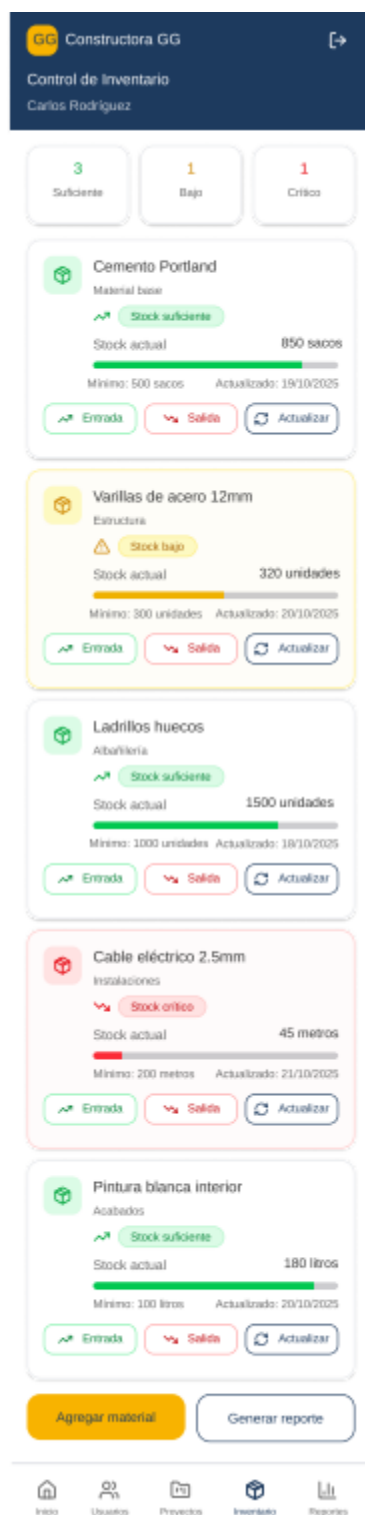 GG Constructora GG
Control de Inventario
Carlos Rodríguez
3 1 1
Suficiente Bajo Crítico
Cemento Portland
Material base
Stock suficiente
Stock actual 850 sacos
Mínimo: 500 sacos Actualizado: 19/10/2025
Entrada Salida Actualizar
Varillas de acero 12mm
Estructura
Stock bajo
Stock actual 320 unidades
Mínimo: 300 unidades Actualizado: 20/10/2025
Entrada Salida Actualizar
Ladrillos huecos
Albañilería
Stock suficiente
Stock actual 1500 unidades
Mínimo: 1000 unidades Actualizado: 18/10/2025
Entrada Salida Actualizar
Cable eléctrico 2.5mm
Instalaciones
Stock crítico
Stock actual 45 metros
Mínimo: 200 metros Actualizado: 21/10/2025
Entrada Salida Actualizar
Pintura blanca interior
Acabados
Stock suficiente
Stock actual 180 litros
Mínimo: 100 litros Actualizado: 20/10/2025
Entrada Salida Actualizar
Agregar material Generar reporte
Inicio Usuarios Proyectos Inventario Reportes